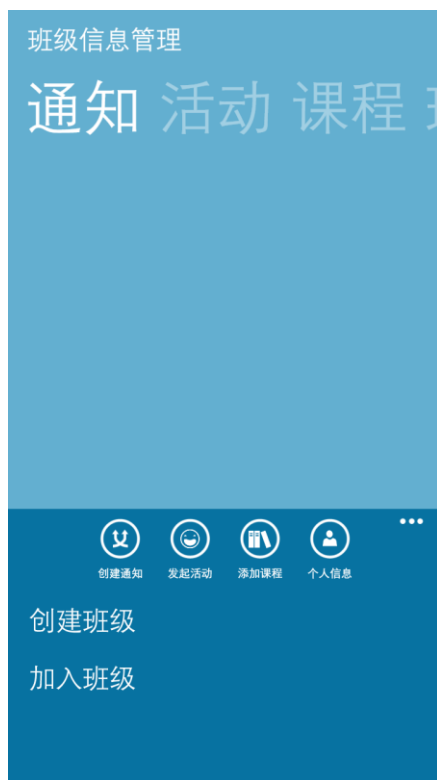 班级信息管理
通知 活动 课程
创建通知 发起活动 添加课程 个人信息
创建班级
加入班级